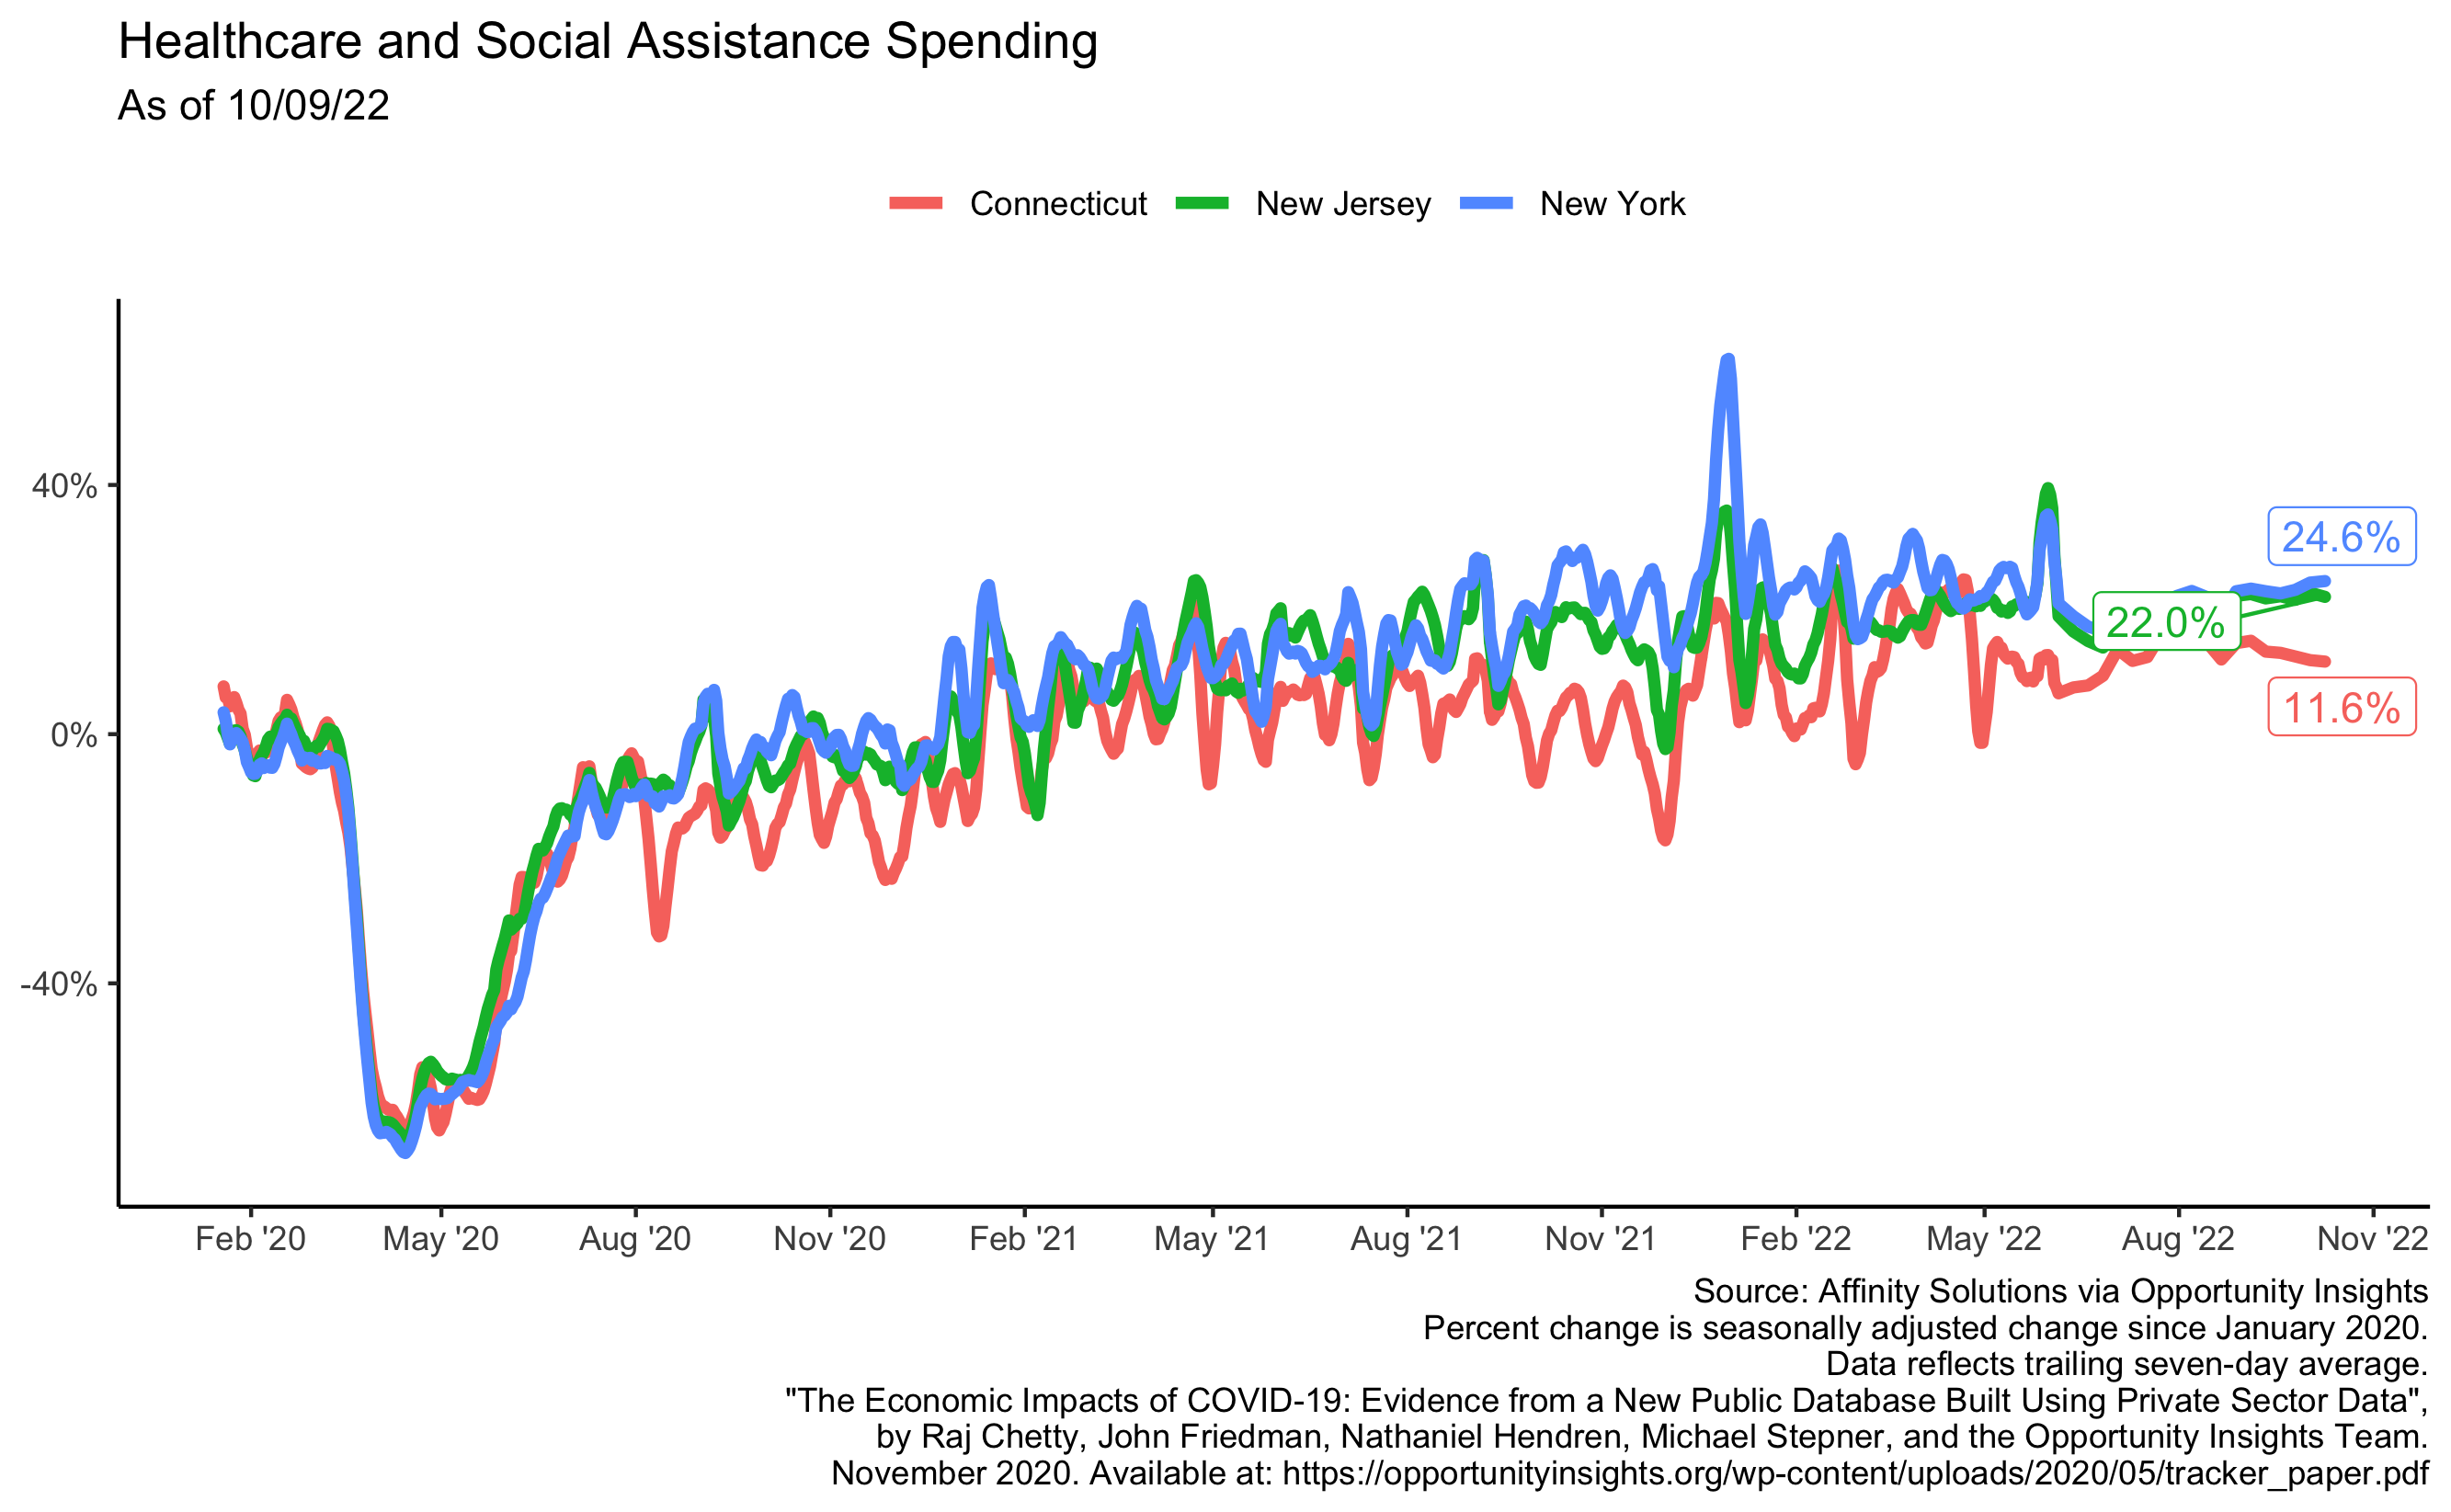 Healthcare and Social Assistance Spending
As of 10/09/22
Connecticut New Jersey New York
40%
0%
-40%
24.6%
22.0%
11.6%
Feb '20 May '20 Aug '20 Nov '20 Feb '21 May '21 Aug '21 Nov '21 Feb '22 May '22 Aug '22 Nov '22
Source: Affinity Solutions via Opportunity Insights
Percent change is seasonally adjusted change since January 2020.
Data reflects trailing seven-day average.
"The Economic Impacts of COVID-19: Evidence from a New Public Database Built Using Private Sector Data",
by Raj Chetty, John Friedman, Nathaniel Hendren, Michael Stepner, and the Opportunity Insights Team.
November 2020. Available at: https://opportunityinsights.org/wp-content/uploads/2020/05/tracker_paper.pdf